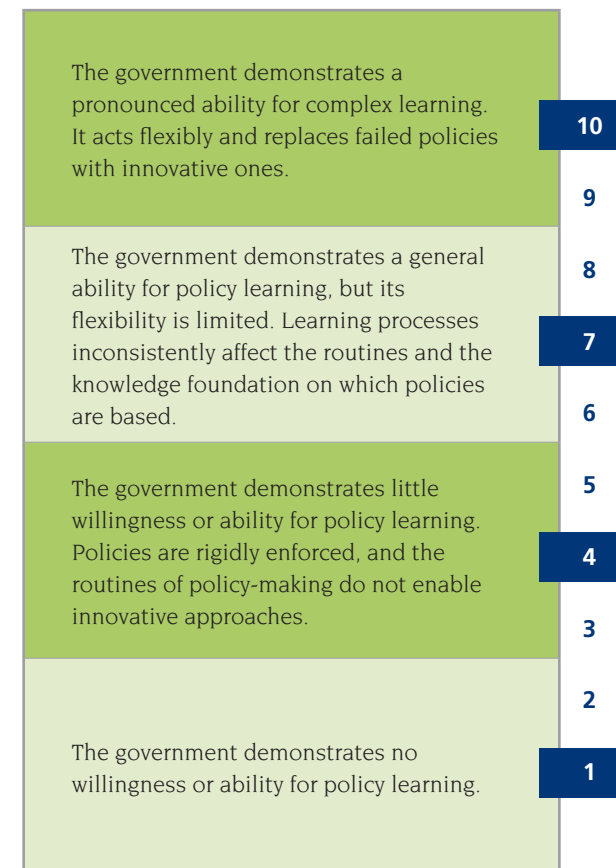 The government demonstrates a
pronounced ability for complex learning.
It acts flexibly and replaces failed policies
with innovative ones.
10
9
The government demonstrates a general
ability for policy learning, but its
flexibility is limited. Learning processes
inconsistently affect the routines and the
knowledge foundation on which policies
are based.
8
7
6
The government demonstrates little
willingness or ability for policy learning.
Policies are rigidly enforced, and the
routines of policy-making do not enable
innovative approaches.
5
4
3
The government demonstrates no
willingness or ability for policy learning.
2
1